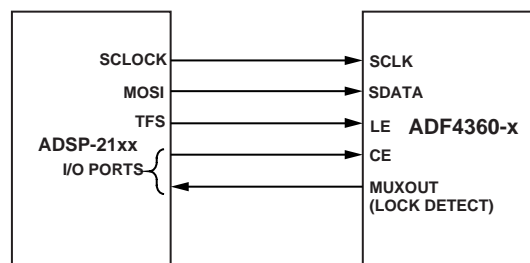 SCLOCK
MOSI
TFS
ADSP-21xx
I/O PORTS
SCLK
SDATA
LE
ADF4360-x
CE
MUXOUT
(LOCK DETECT)